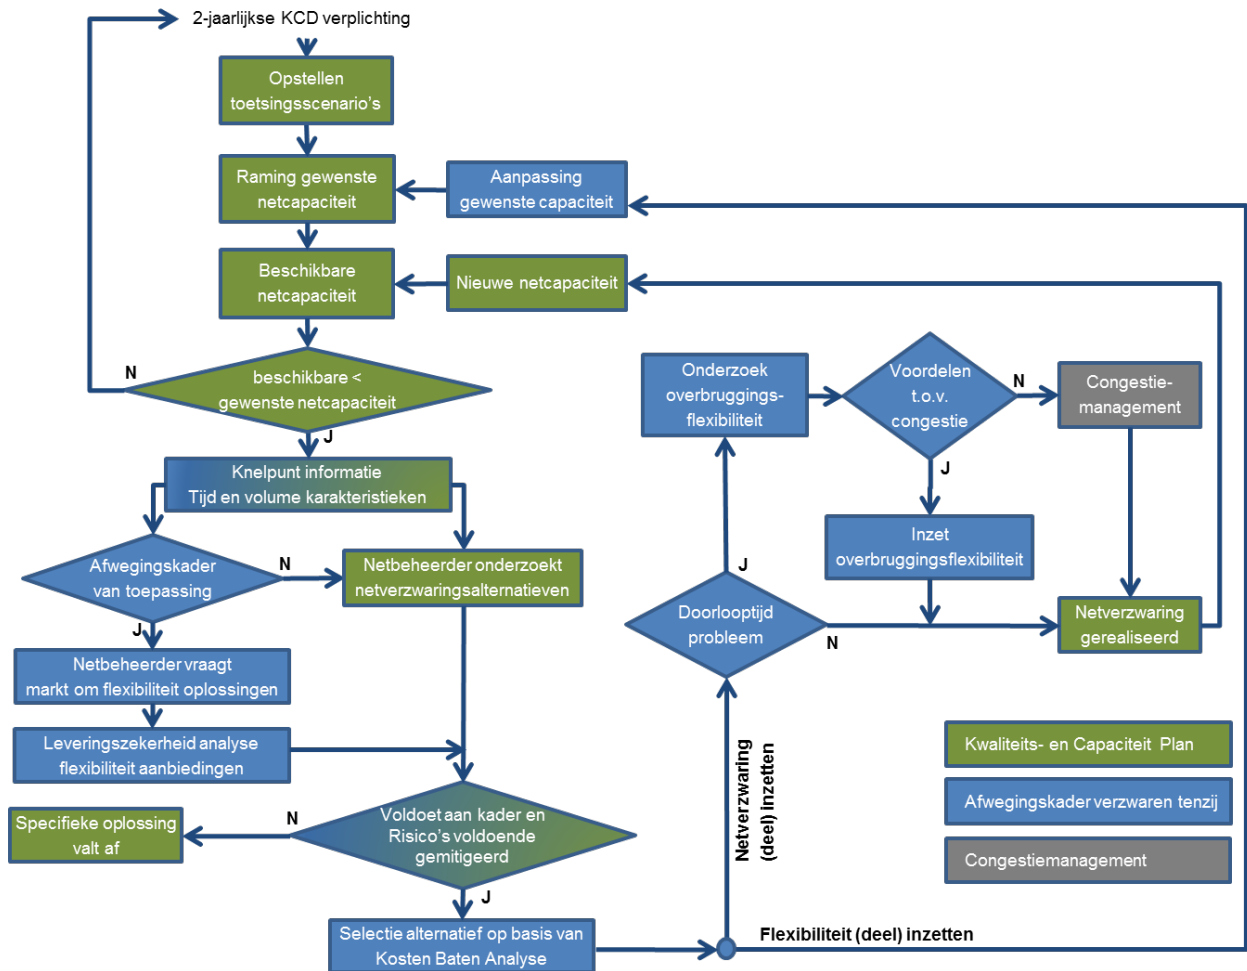 2-jaarlijkse KCD verplichting
Opstellen
toetsingsscenario's
Raming gewenste
netcapaciteit
Aanpassing
gewenste capaciteit
Beschikbare
netcapaciteit
Nieuwe netcapaciteit
N
beschikbare <
gewenste netcapaciteit
J
Knelpunt informatie
Tijd en volume karakteristieken
Afwegingskader
van toepassing
N
J
Netbeheerder onderzoekt
netverzwaringsalternatieven
Netbeheerder vraagt
markt om flexibiliteit oplossingen
Leveringszekerheid analyse
flexibiliteit aanbiedingen
Voldoet aan kader en
Risico's voldoende
gemitigeerd
N
Specifieke oplossing
valt af
J
Selectie alternatief op basis van
Kosten Baten Analyse
Netverzwaring
(deel) inzetten
Flexibiliteit (deel) inzetten
Doorlooptijd
probleem
J
N
Onderzoek
overbruggings-
flexibiliteit
Voordelen
t.o.v.
congestie
N
J
Congestie-
management
Inzet
overbruggingsflexibiliteit
Netverzwaring
gerealiseerd
Kwaliteits- en Capaciteit Plan
Afwegingskader verzwaren tenzij
Congestiemanagement